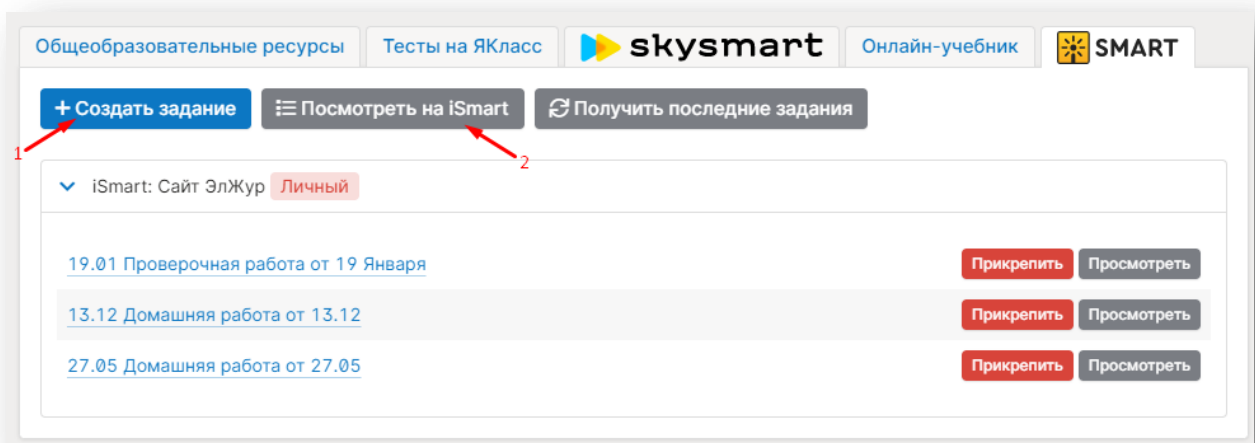 Общеобразовательные ресурсы Тесты на ЯКласс skysmart Онлайн-учебник SMART
+ Создать задание Посмотреть на iSmart Получить последние задания
1 2
iSmart: Сайт ЭлЖур Личный
19.01 Проверочная работа от 19 Января Прикрепить Просмотреть
13.12 Домашняя работа от 13.12 Прикрепить Просмотреть
27.05 Домашняя работа от 27.05 Прикрепить Просмотреть